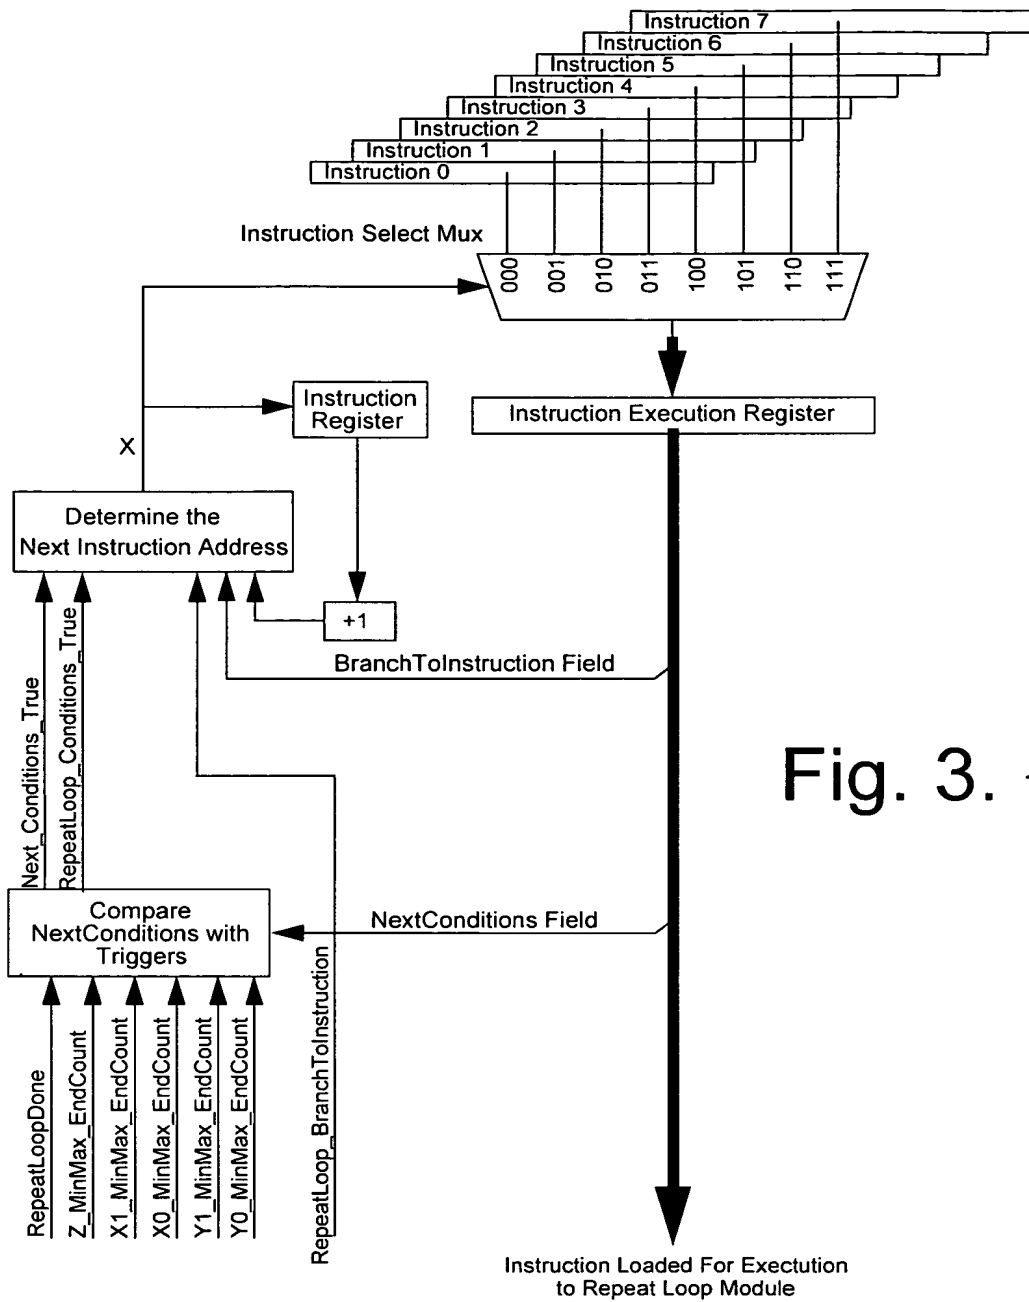 Instruction 7
Instruction 6
Instruction 5
Instruction 4
Instruction 3
Instruction 2
Instruction 1
Instruction 0
Instruction Select Mux
000
001
010
011
100
101
110
111
Instruction
Register
Instruction Execution Register
X
Determine the
Next Instruction Address
+1
BranchToInstruction Field
Next_Conditions_True
RepeatLoop_Conditions_True
Fig. 3.
Compare
NextConditions with
Triggers
NextConditions Field
RepeatLoopDone
Z_MinMax_EndCount
X1_MinMax_EndCount
X0_MinMax_EndCount
Y1_MinMax_EndCount
Y0_MinMax_EndCount
RepeatLoop_BranchToInstruction
Instruction Loaded For Exectution
to Repeat Loop Module